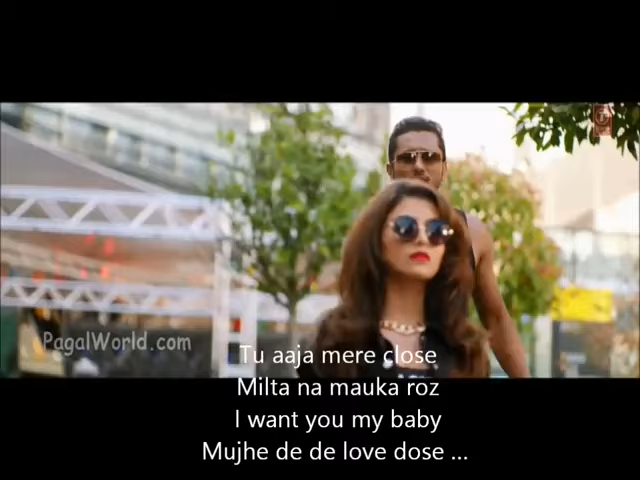 PagalWorld.com
Tu aaja mere close
Milta na mauka roz
I want you my baby
Mujhe de de love dose ...